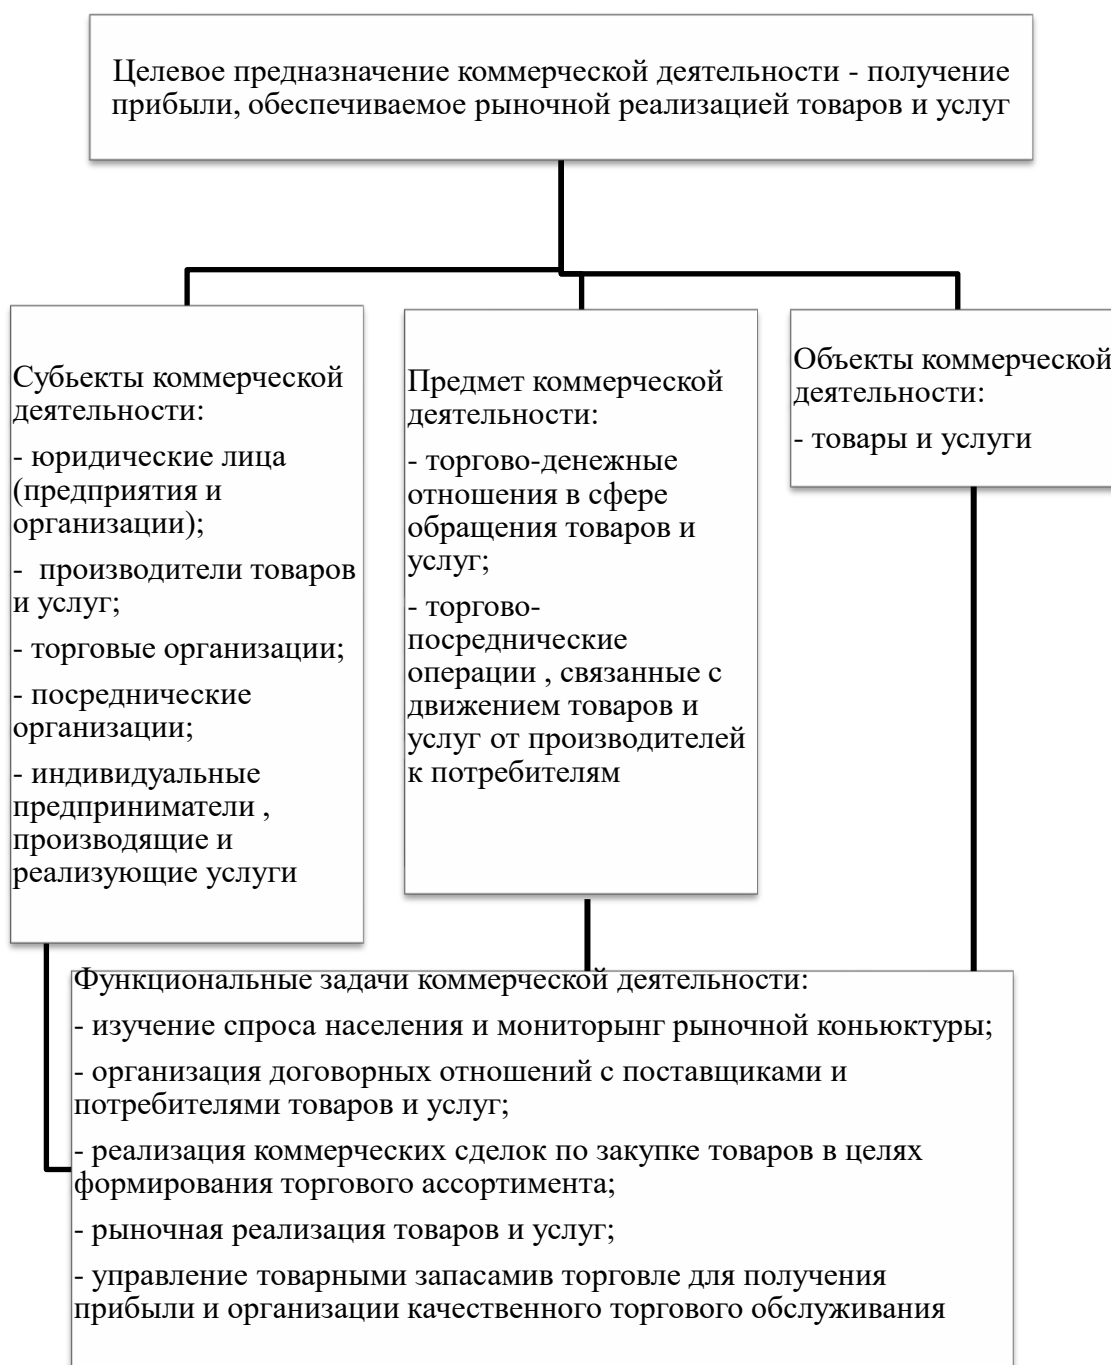 Целевое предназначение коммерческой деятельности - получение
прибыли, обеспечиваемое рыночной реализацией товаров и услуг
Субьекты коммерческой
деятельности:
- юридические лица
(предприятия и
организации);
- производители товаров
и услуг;
- торговые организации;
- посреднические
организации;
- индивидуальные
предприниматели ,
производящие и
реализующие услуги
Предмет коммерческой
деятельности:
- торгово-денежные
отношения в сфере
обращения товаров и
услуг;
- торгово-
посреднические
операции , связанные с
движением товаров и
услуг от производителей
к потребителям
Объекты коммерческой
деятельности:
- товары и услуги
Функциональные задачи коммерческой деятельности:
- изучение спроса населения и мониторынг рыночной коньюктуры;
- организация договорных отношений с поставщиками и
потребителями товаров и услуг;
- реализация коммерческих сделок по закупке товаров в целях
формирования торгового ассортимента;
- рыночная реализация товаров и услуг;
- управление товарными запасамив торговле для получения
прибыли и организации качественного торгового обслуживания